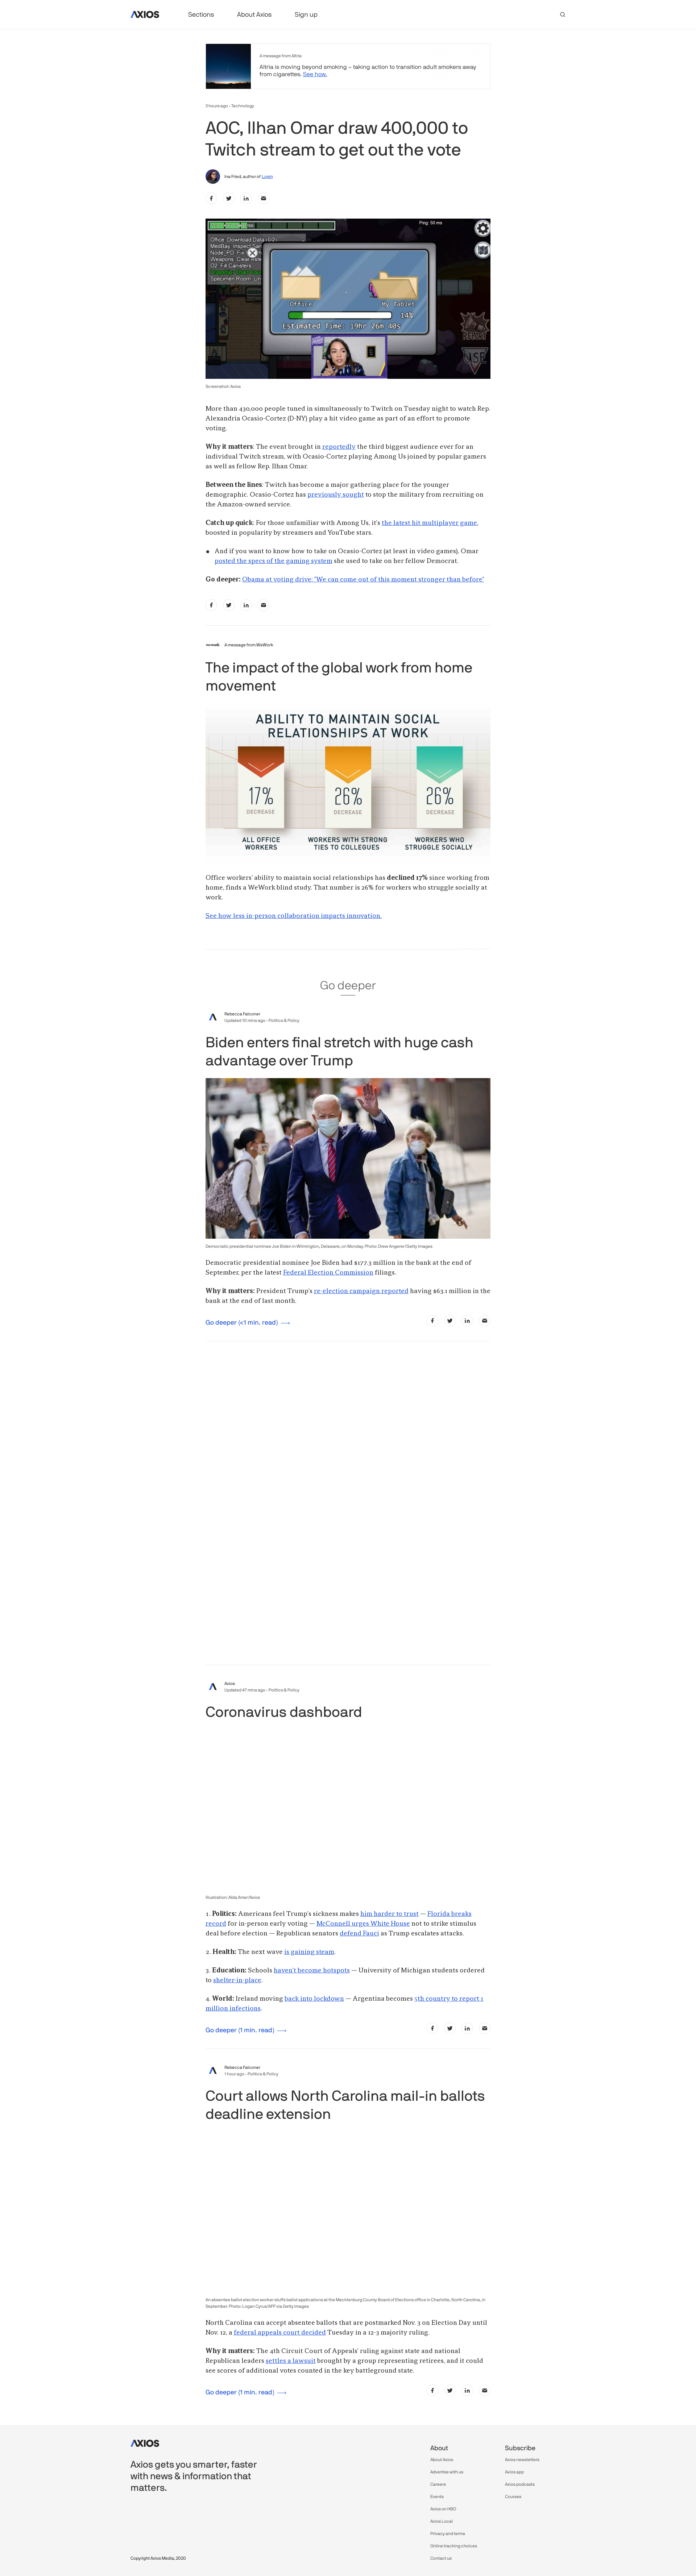 AXIOS
Sections
About Axios
Sign up
A message from Altria
Altria is moving beyond smoking – taking action to transition adult smokers away
from cigarettes. See how.
3 hours ago - Technology
AOC, Ilhan Omar draw 400,000 to
Twitch stream to get out the vote
Ina Fried, author of Login
Ping: 50 ms
Office: Download Data (0/2)
Estimated Time: 19hr 26m 40s
Office
My Tablet
14%
Screenshot: Axios
More than 430,000 people tuned in simultaneously to Twitch on Tuesday night to watch Rep.
Alexandria Ocasio-Cortez (D-NY) play a hit video game as part of an effort to promote
voting.
Why it matters: The event brought in reportedly the third biggest audience ever for an
individual Twitch stream, with Ocasio-Cortez playing Among Us joined by popular gamers
as well as fellow Rep. Ilhan Omar.
Between the lines: Twitch has become a major gathering place for the younger
demographic. Ocasio-Cortez has previously sought to stop the military from recruiting on
the Amazon-owned service.
Catch up quick: For those unfamiliar with Among Us, it's the latest hit multiplayer game,
boosted in popularity by streamers and YouTube stars.
• And if you want to know how to take on Ocasio-Cortez (at least in video games). Omar
posted the specs of the gaming system she used to take on her fellow Democrat.
Go deeper: Obama at voting drive: "We can come out of this moment stronger than before"
wework
A message from WeWork
The impact of the global work from home
movement
ABILITY TO MAINTAIN SOCIAL
RELATIONSHIPS AT WORK
17%
DECREASE
26%
DECREASE
26%
DECREASE
ALL OFFICE
WORKERS
WORKERS WITH STRONG
TIES TO COLLEGUES
WORKERS WHO
STRUGGLE SOCIALLY
Office workers' ability to maintain social relationships has declined 17% since working from
home, finds a WeWork blind study. That number is 26% for workers who struggle socially at
work.
See how less in-person collaboration impacts innovation.
Go deeper
Rebecca Falconer
Updated 10 mins ago - Politics & Policy
Biden enters final stretch with huge cash
advantage over Trump
Democratic presidential nominee Joe Biden in Wilmington, Delaware, on Monday. Photo: Drew Angerer/Getty Images
Democratic presidential nominee Joe Biden had $177.3 million in the bank at the end of
September, per the latest Federal Election Commission filings.
Why it matters: President Trump's re-election campaign reported having $63.1 million in the
bank at the end of last month.
Go deeper (<1 min. read)
Axios
Updated 47 mins ago - Politics & Policy
Coronavirus dashboard
Illustration: Aïda Amer/Axios
1. Politics: Americans feel Trump's sickness makes him harder to trust — Florida breaks
record for in-person early voting — McConnell urges White House not to strike stimulus
deal before election — Republican senators defend Fauci as Trump escalates attacks.
2. Health: The next wave is gaining steam.
3. Education: Schools haven't become hotspots — University of Michigan students ordered
to shelter-in-place.
4. World: Ireland moving back into lockdown — Argentina becomes 5th country to report 1
million infections.
Go deeper (1 min. read)
Rebecca Falconer
1 hour ago - Politics & Policy
Court allows North Carolina mail-in ballots
deadline extension
An absentee ballot election worker stuffs ballot applications at the Mecklenburg County Board of Elections office in Charlotte, North Carolina, in
September. Photo: Logan Cyrus/AFP via Getty Images
North Carolina can accept absentee ballots that are postmarked Nov. 3 on Election Day until
Nov. 12, a federal appeals court decided Tuesday in a 12-3 majority ruling.
Why it matters: The 4th Circuit Court of Appeals' ruling against state and national
Republican leaders settles a lawsuit brought by a group representing retirees, and it could
see scores of additional votes counted in the key battleground state.
Go deeper (1 min. read)
AXIOS
Axios gets you smarter, faster
with news & information that
matters.
Copyright Axios Media, 2020
About
About Axios
Advertise with us
Careers
Events
Axios on HBO
Axios Local
Privacy and terms
Online tracking choices
Contact us
Subscribe
Axios newsletters
Axios app
Axios podcasts
Courses